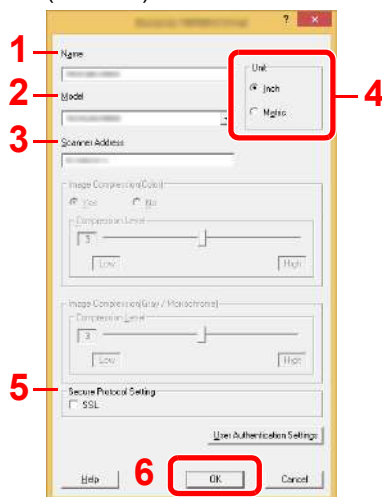 ?
1
Name
Unit
Inch
Metric
4
2
Model
3
Scanner Address
Image Compression(Color)
Yes No
Compression Level
3
Low High
Image Compression(Gray / Monochrome)
Compression Level
3
Low High
5
Secure Protocol Setting
SSL
User Authentication Settings
Help 6 OK Cancel